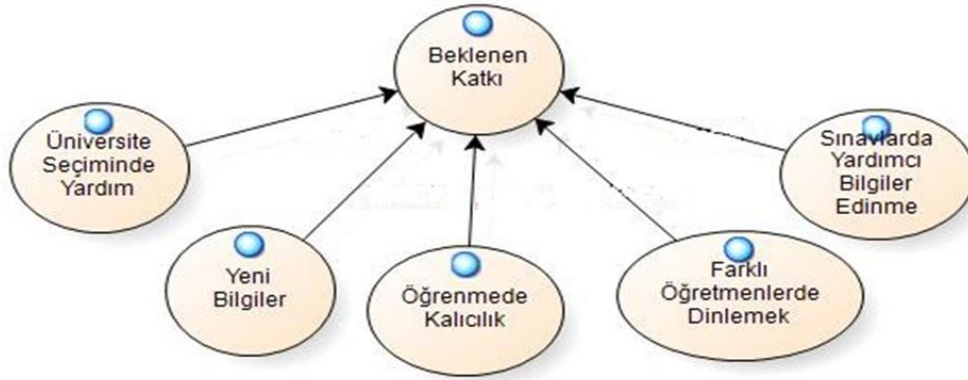 Beklenen
Katkı
Üniversite
Seçiminde
Yardım
Sınavlarda
Yardımcı
Bilgiler
Edinme
Yeni
Bilgiler
Öğrenmede
Kalıcılık
Farklı
Öğretmenlerde
Dinlemek